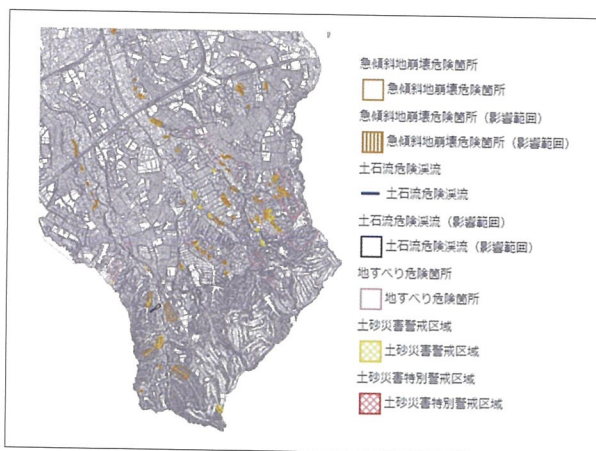 急傾斜地崩壊危険箇所
急傾斜地崩壊危険箇所
急傾斜地崩壊危険箇所（影響範囲）
急傾斜地崩壊危険箇所（影響範囲）
土石流危険渓流
土石流危険渓流
土石流危険渓流（影響範囲）
土石流危険渓流（影響範囲）
地すべり危険箇所
地すべり危険箇所
土砂災害警戒区域
土砂災害警戒区域
土砂災害特別警戒区域
土砂災害特別警戒区域